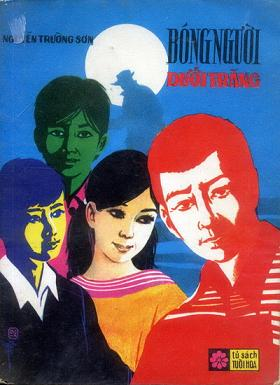 NGUYỄN TRƯỜNG SƠN
BÓNG NGƯỜI
DƯỚI TRĂNG
tủ sách
TUỔI HOA